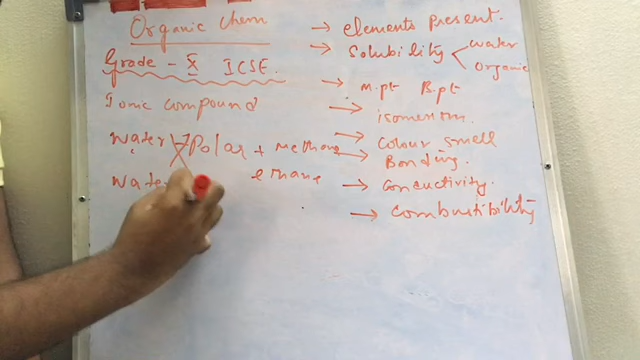 Organic Chem
Grade - X ICSE
Ionic compound
Water → Polar + Methane
Water
ethane
→ elements present.
→ Solubility < Water
Organic
→ m.pt B.pt
→ isomerism.
→ Colour smell
→ Bonding.
→ Conductivity.
→ Combustibility